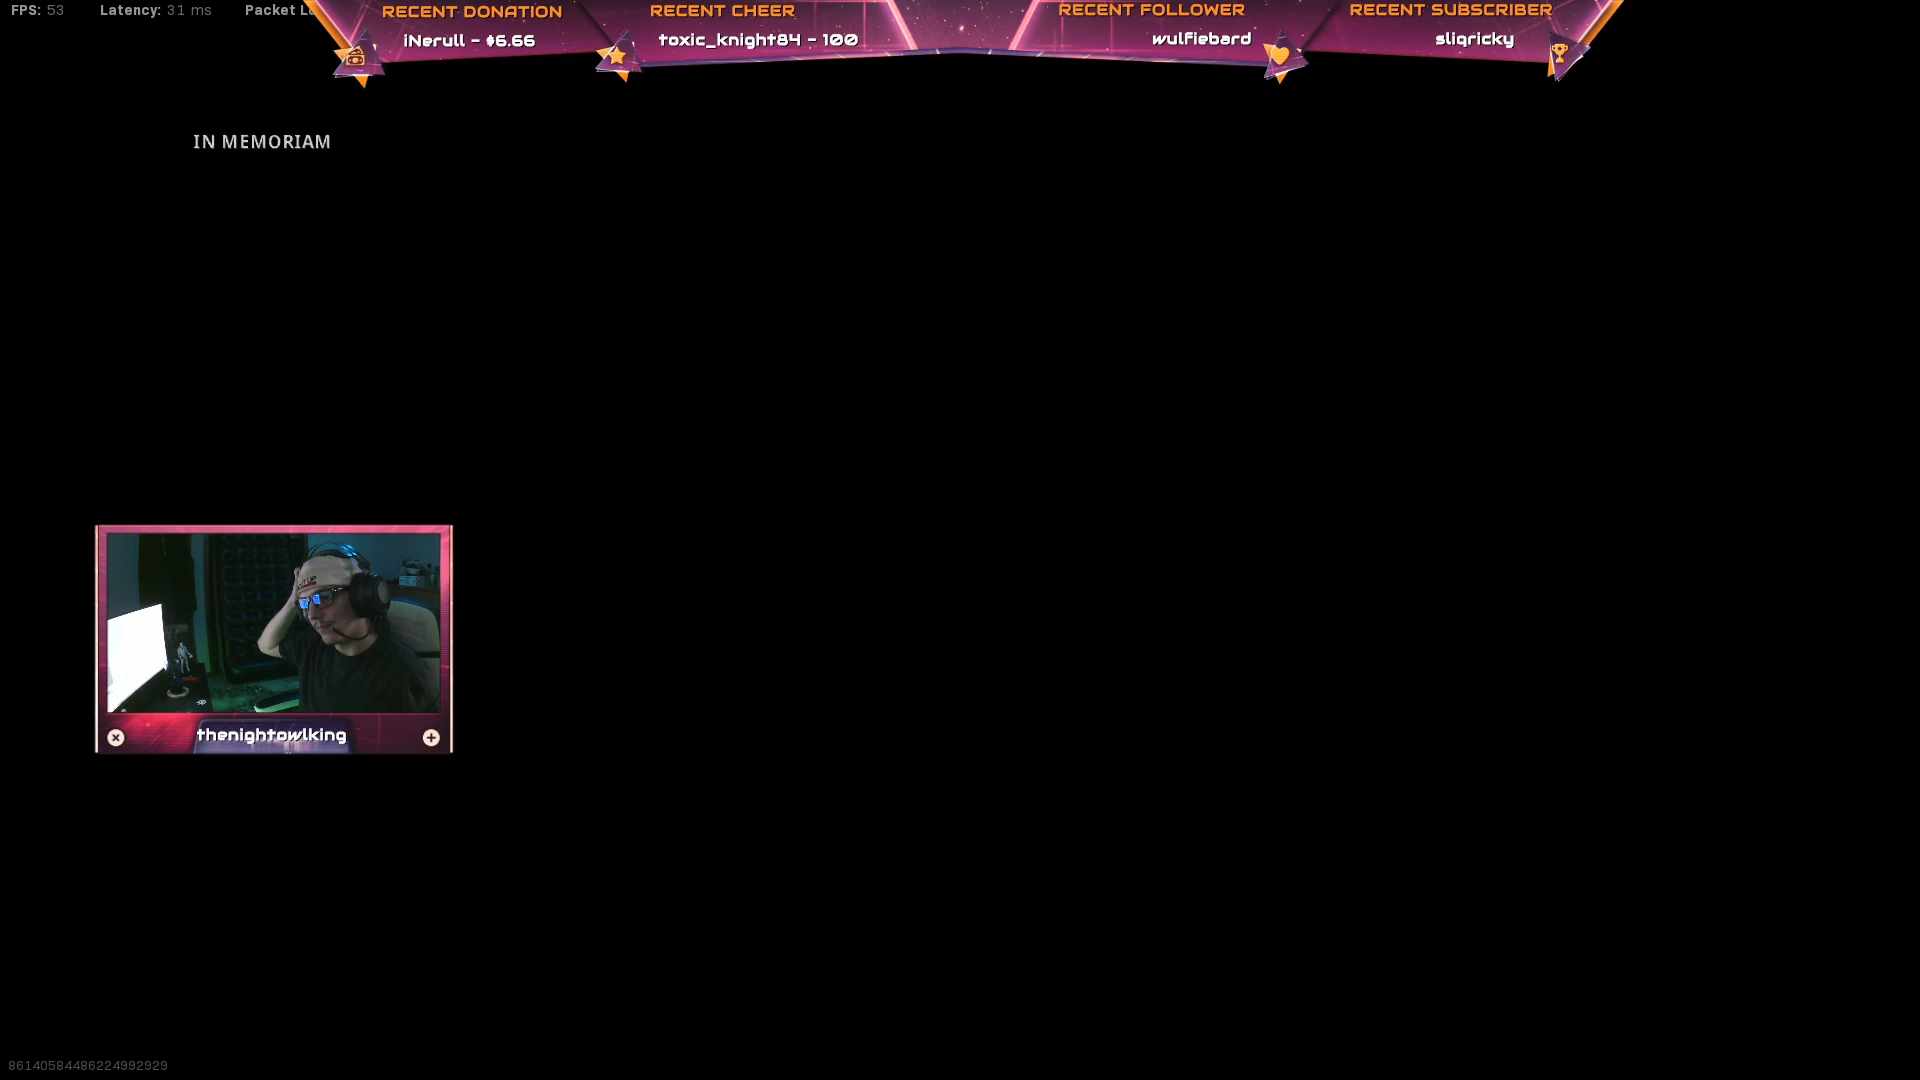 FPS: 53 Latency: 31 ms Packet L
RECENT DONATION
iNerull - $6.66
RECENT CHEER
toxic_knight84 - 100
RECENT FOLLOWER
wulfiebard
RECENT SUBSCRIBER
sliqricky
IN MEMORIAM
thenightowlking
86140584486224992929